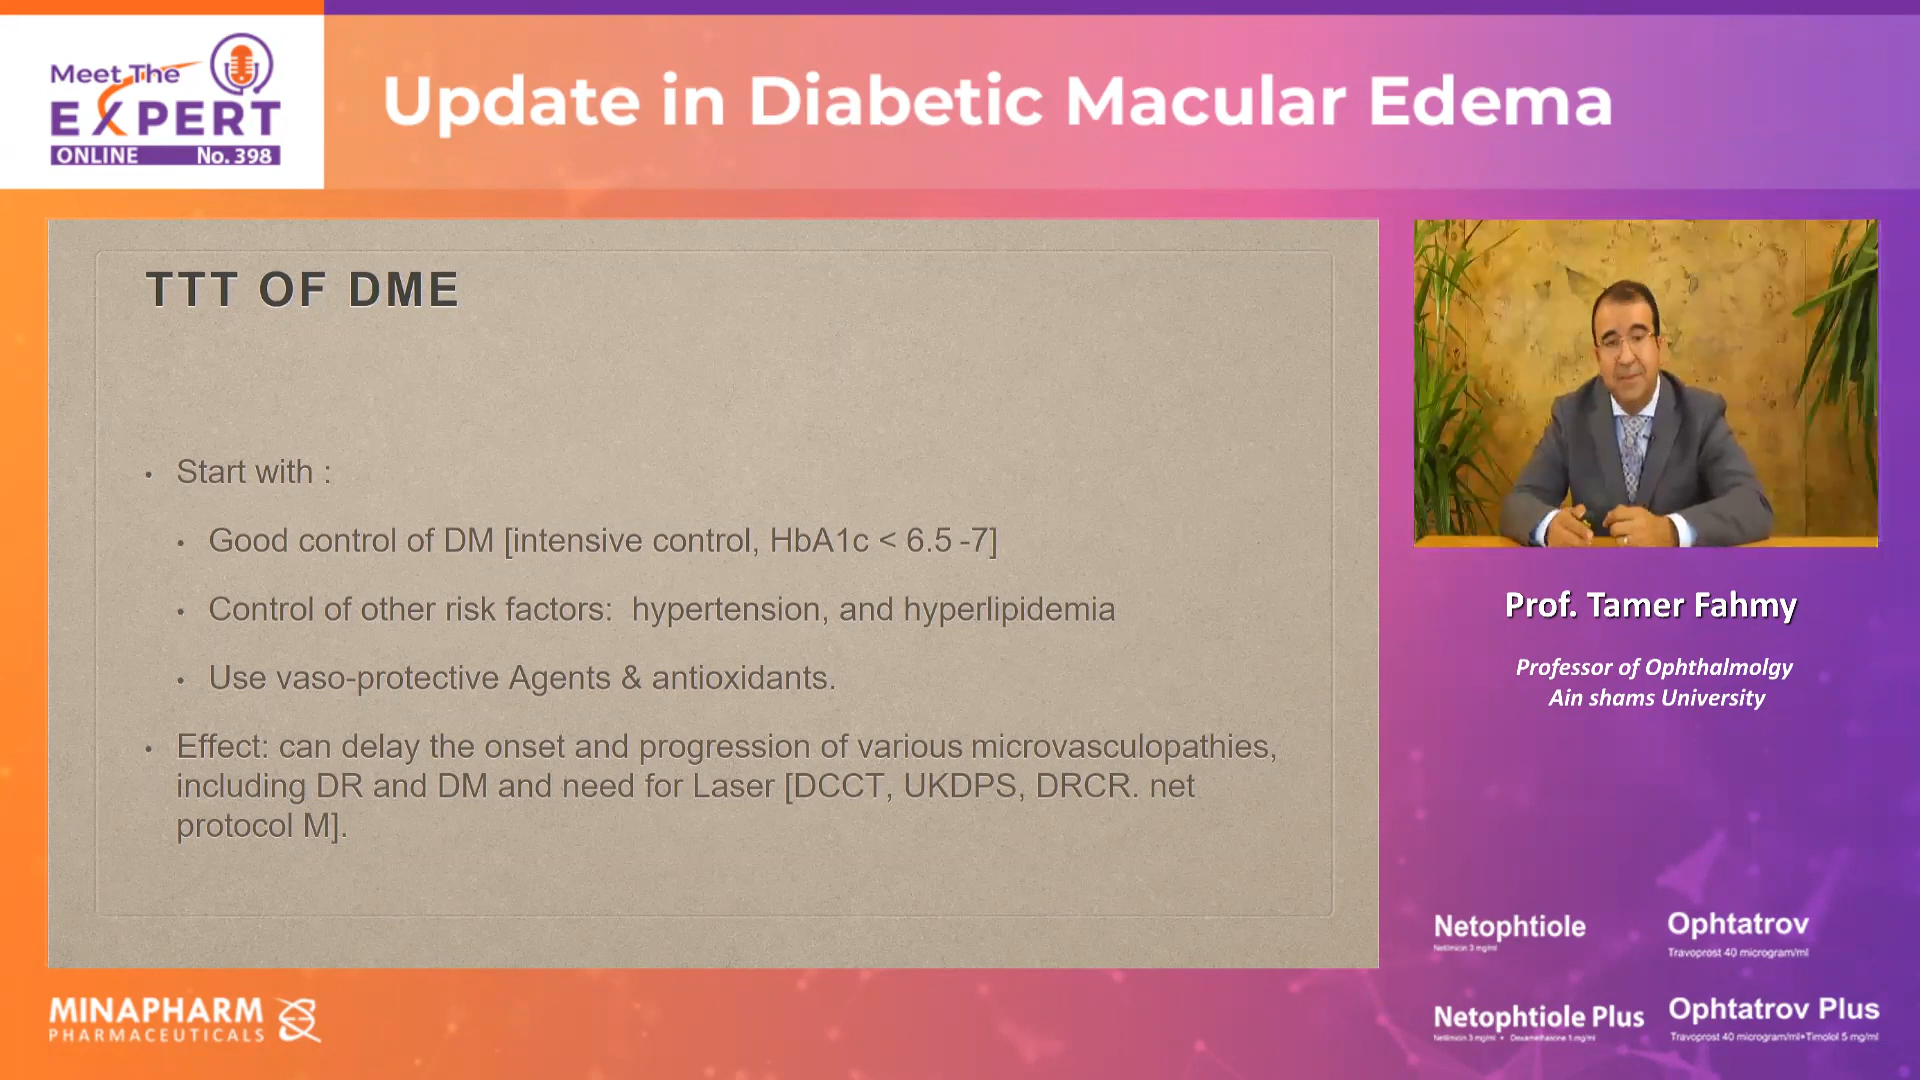 Meet The
EXPERT
ONLINE No. 398
Update in Diabetic Macular Edema
TTT OF DME
• Start with :
• Good control of DM [intensive control, HbA1c < 6.5 -7]
• Control of other risk factors: hypertension, and hyperlipidemia
• Use vaso-protective Agents & antioxidants.
• Effect: can delay the onset and progression of various microvasculopathies,
including DR and DM and need for Laser [DCCT, UKDPS, DRCR. net
protocol M].
Prof. Tamer Fahmy
Professor of Ophthalmolgy
Ain shams University
Netophtiole
Netilmicin 3 mg/ml
Ophtatrov
Travoprost 40 microgram/ml
Netophtiole Plus
Netilmicin 3 mg/ml + Dexamethasone 1 mg/ml
Ophtatrov Plus
Travoprost 40 microgram/ml+Timolol 5 mg/ml
MINAPHARM
PHARMACEUTICALS